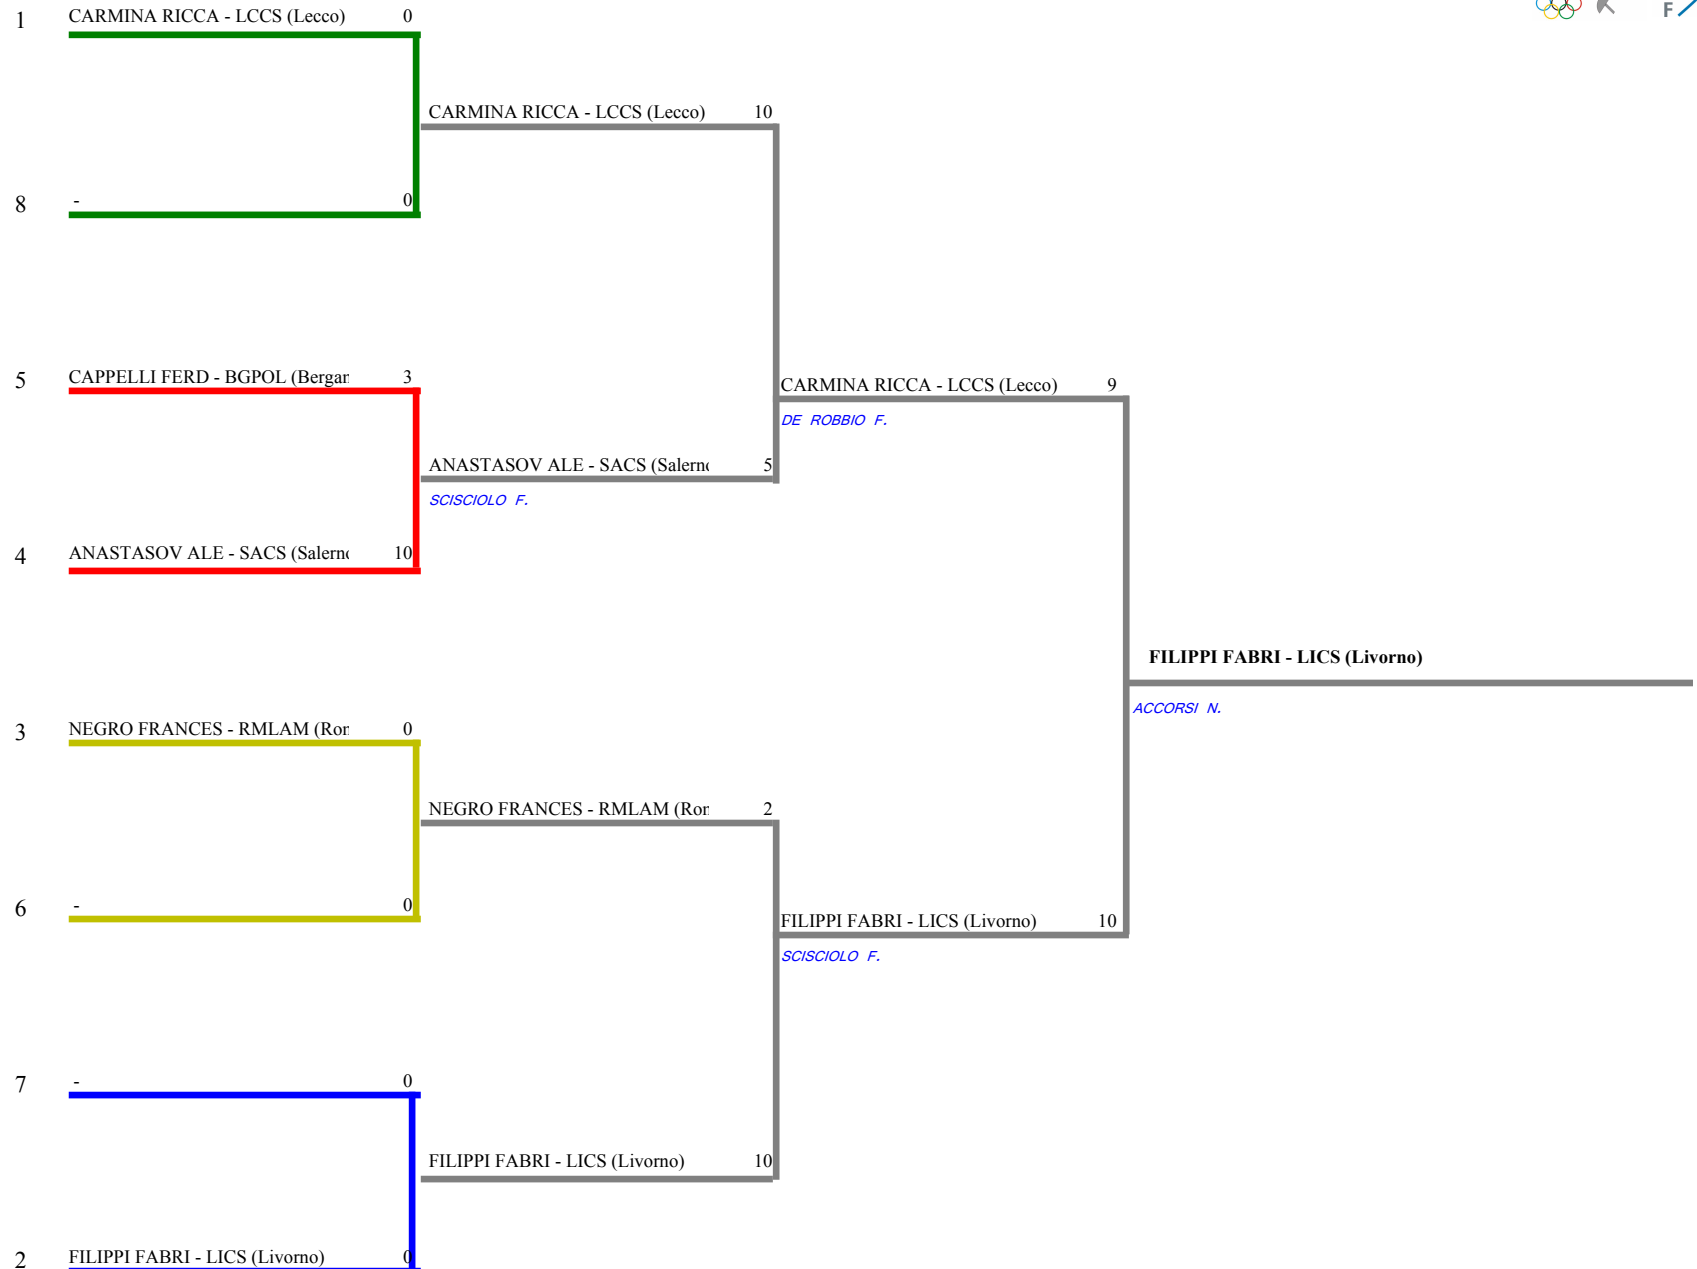 F
1 CARMINA RICCA - LCCS (Lecco) 0
CARMINA RICCA - LCCS (Lecco) 10
8 - 0
5 CAPPELLI FERD - BGPOL (Bergar 3
CARMINA RICCA - LCCS (Lecco) 9
DE ROBBIO F.
ANASTASOV ALE - SACS (Salerno 5
SCISCIOLO F.
4 ANASTASOV ALE - SACS (Salerno 10
FILIPPI FABRI - LICS (Livorno)
ACCORSI N.
3 NEGRO FRANCES - RMLAM (Ror 0
NEGRO FRANCES - RMLAM (Ror 2
6 - 0
FILIPPI FABRI - LICS (Livorno) 10
SCISCIOLO F.
7 - 0
FILIPPI FABRI - LICS (Livorno) 10
2 FILIPPI FABRI - LICS (Livorno) 0